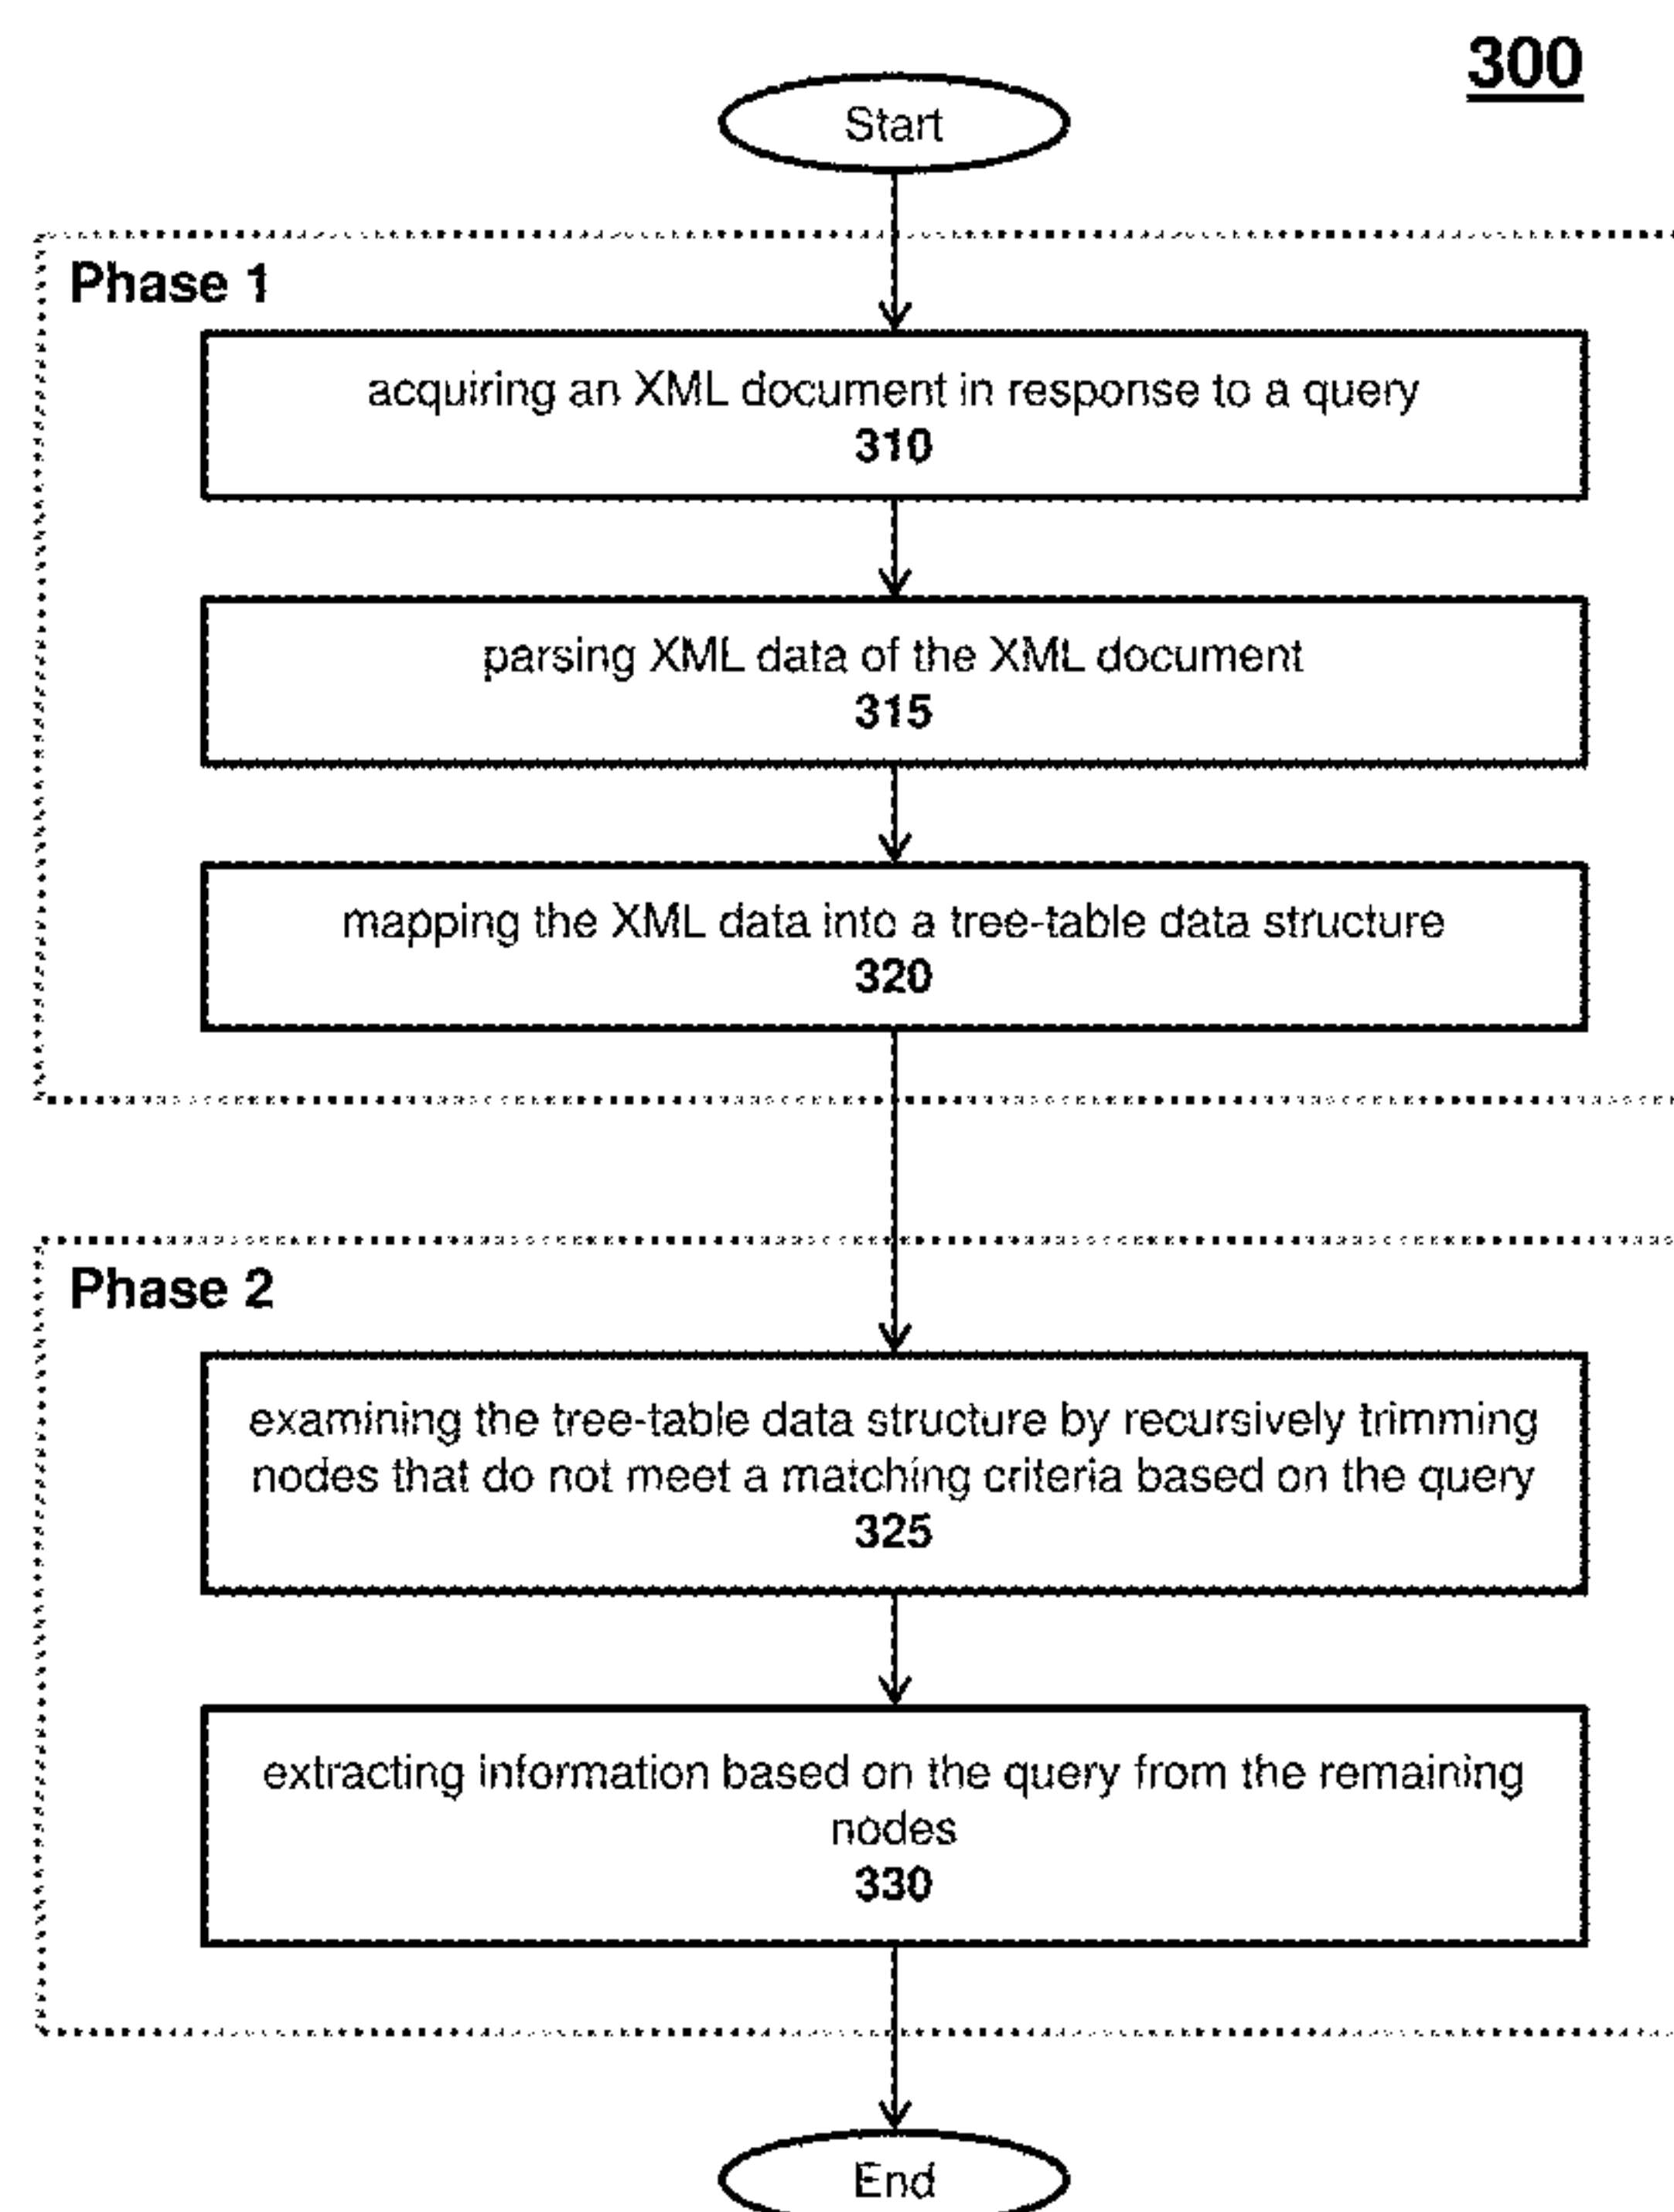 300
Start
Phase 1
acquiring an XML document in response to a query
310
parsing XML data of the XML document
315
mapping the XML data into a tree-table data structure
320
Phase 2
examining the tree-table data structure by recursively trimming
nodes that do not meet a matching criteria based on the query
325
extracting information based on the query from the remaining
nodes
330
End